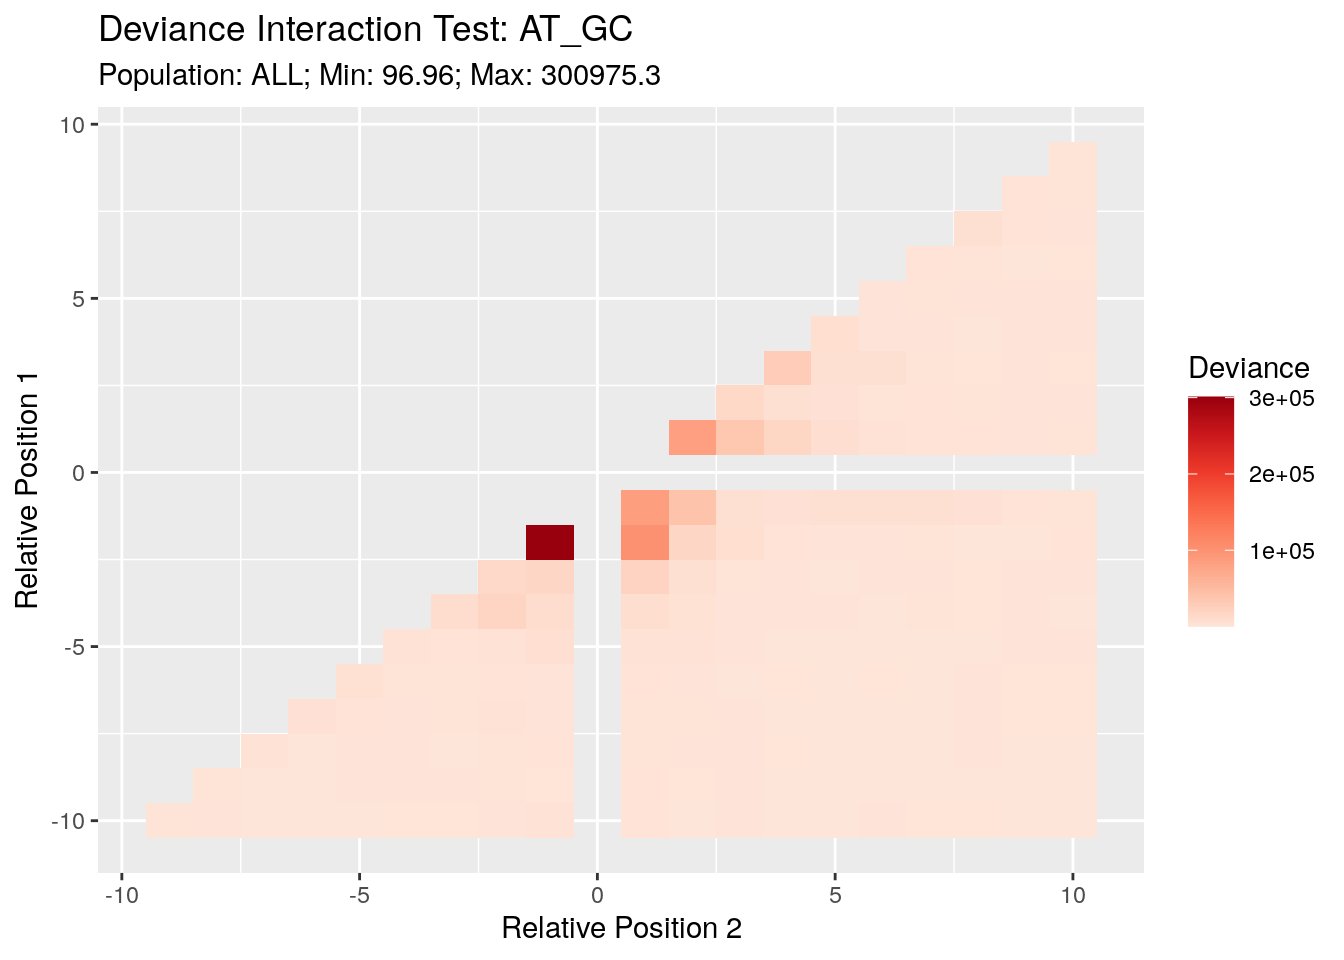 Deviance Interaction Test: AT_GC
Population: ALL; Min: 96.96; Max: 300975.3
10
5
0
-5
-10
Relative Position 1
-10
-5
0
5
10
Relative Position 2
Deviance
3e+05
2e+05
1e+05